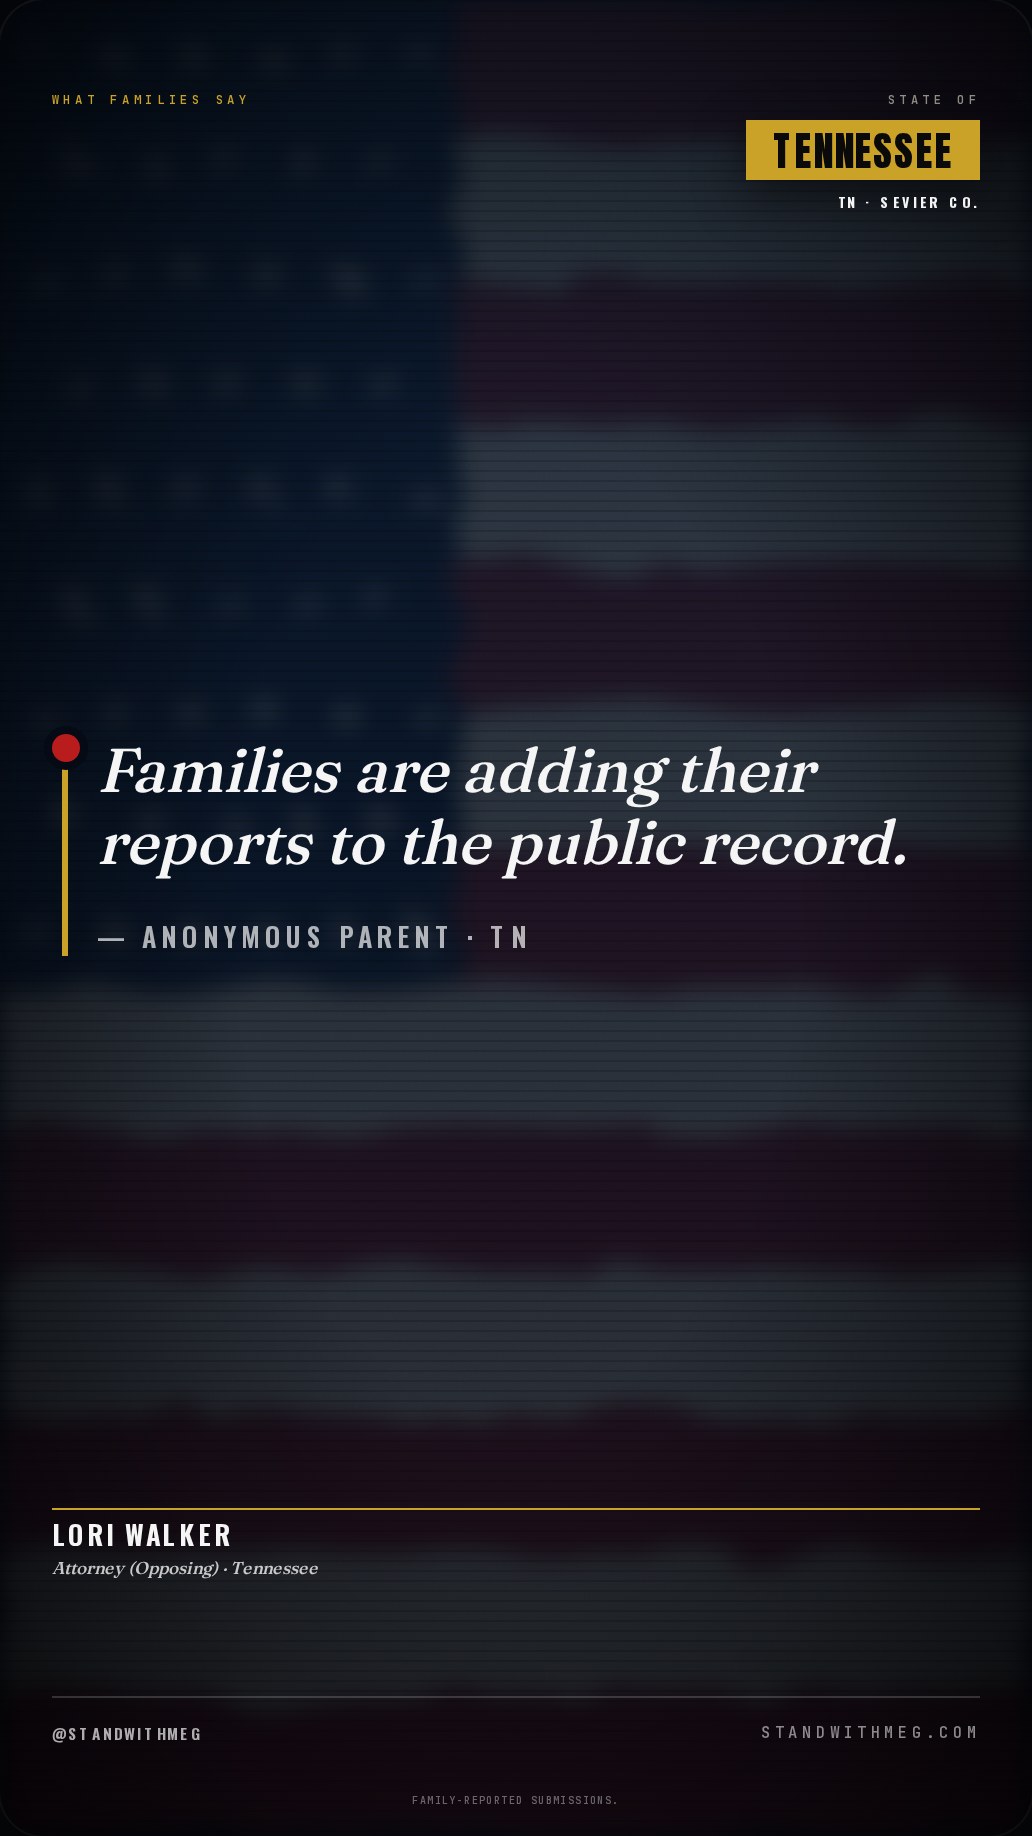 WHAT FAMILIES SAY
STATE OF
TENNESSEE
TN · SEVIER CO.
Families are adding their
reports to the public record.
— ANONYMOUS PARENT · TN
LORI WALKER
Attorney (Opposing) · Tennessee
@STANDWITHMEG
STANDWITHMEG.COM
FAMILY-REPORTED SUBMISSIONS.